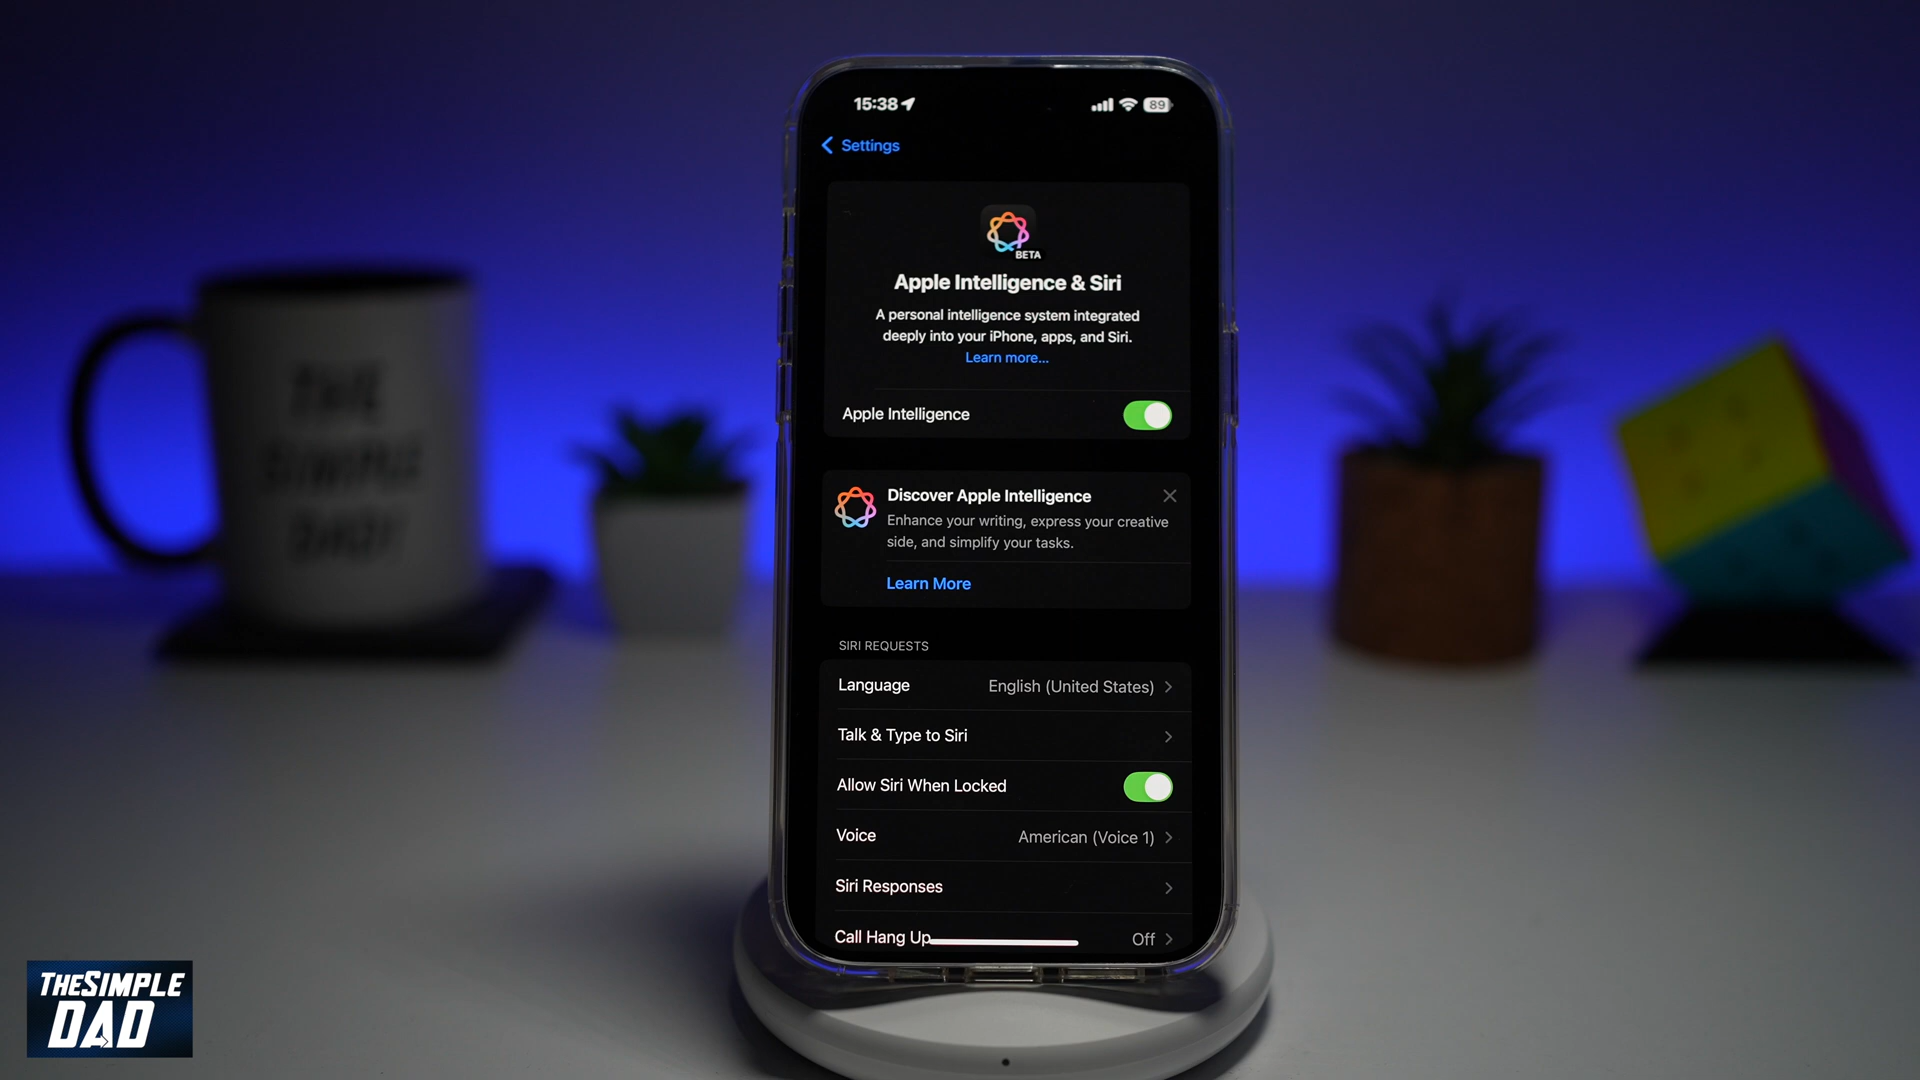 15:38
89
Settings
BETA
Apple Intelligence & Siri
A personal intelligence system integrated
deeply into your iPhone, apps, and Siri.
Learn more...
Apple Intelligence
Discover Apple Intelligence
Enhance your writing, express your creative
side, and simplify your tasks.
Learn More
SIRI REQUESTS
Language English (United States)
Talk & Type to Siri
Allow Siri When Locked
Voice American (Voice 1)
Siri Responses
Call Hang Up Off
THE
SIMPLE
DAD!
THESIMPLE
DAD